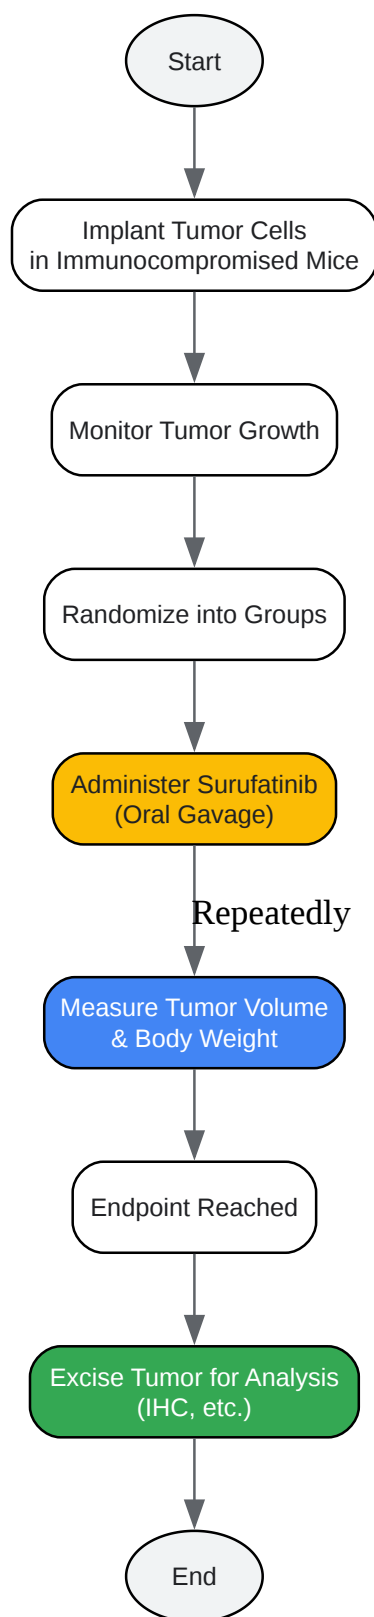 Start
Implant Tumor Cells
in Immunocompromised Mice
Monitor Tumor Growth
Randomize into Groups
Administer Surufatinib
(Oral Gavage)
Repeatedly
Measure Tumor Volume
& Body Weight
Endpoint Reached
Excise Tumor for Analysis
(IHC, etc.)
End